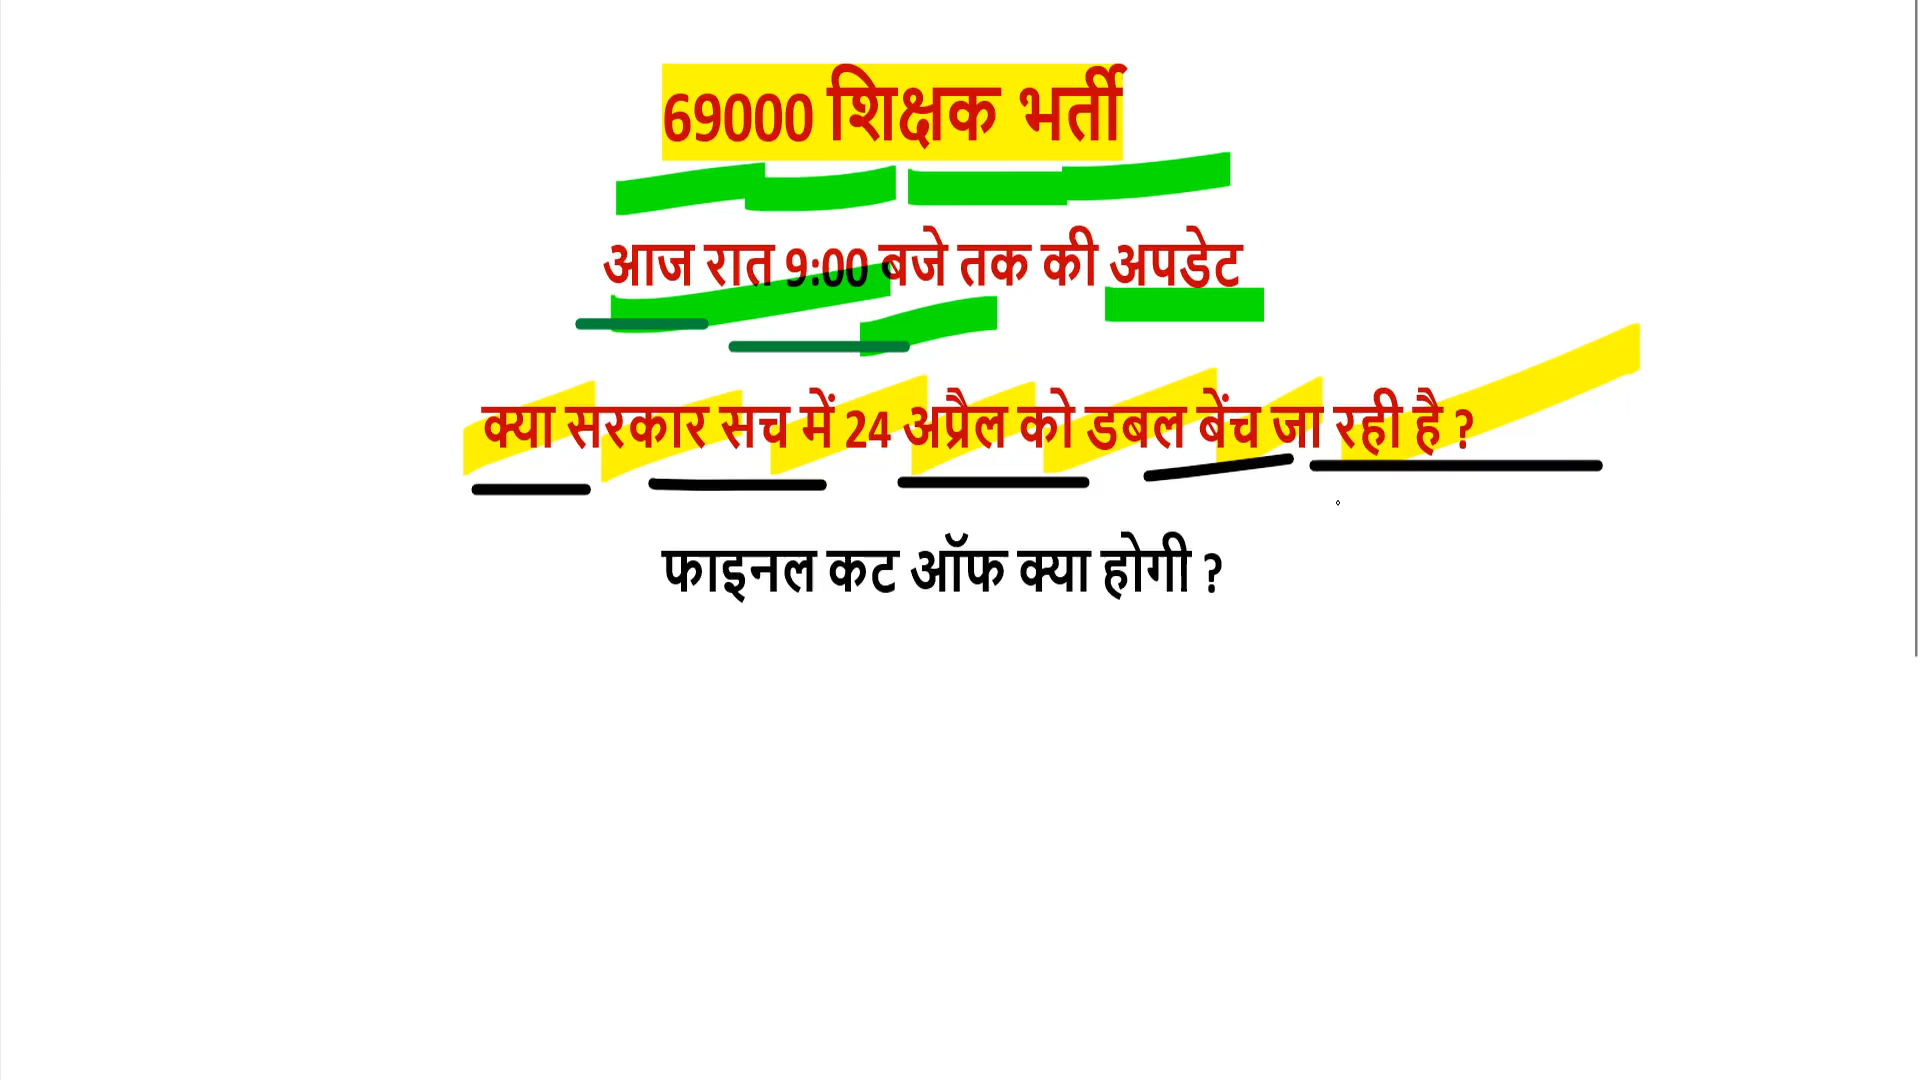 69000 शिक्षक भर्ती
आज रात 9:00 बजे तक की अपडेट
क्या सरकार सच में 24 अप्रैल को डबल बेंच जा रही है ?
फाइनल कट ऑफ क्या होगी ?